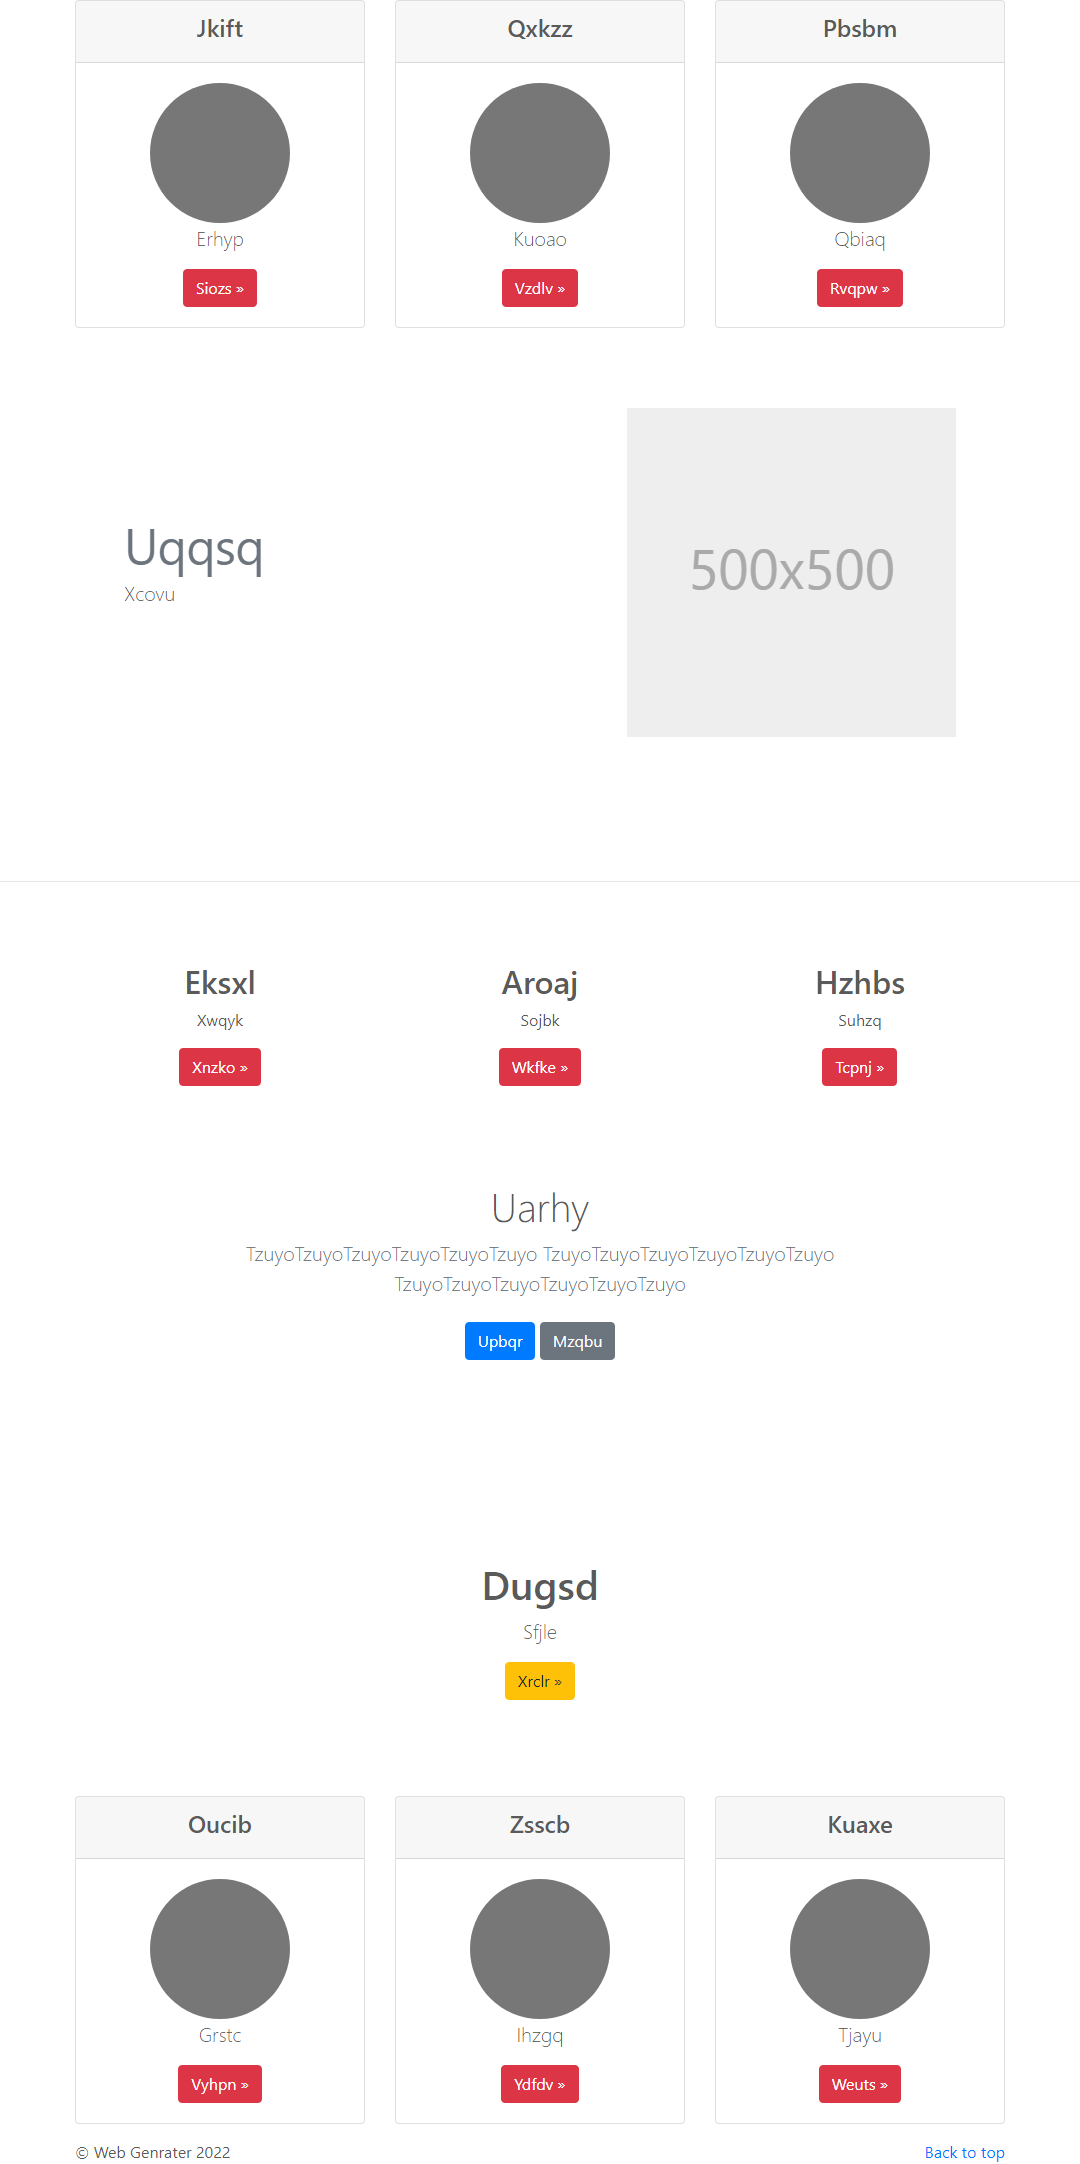 Jkift
Qxkzz
Pbsbm
Erhyp
Kuoao
Qbiaq
Siozs »
Vzdlv »
Rvqpw »
Uqqsq
Xcovu
500x500
Eksxl
Aroaj
Hzhbs
Xwqyk
Sojbk
Suhzq
Xnzko »
Wkfke »
Tcpnj »
Uarhy
TzuyoTzuyoTzuyoTzuyoTzuyoTzuyo TzuyoTzuyoTzuyoTzuyoTzuyoTzuyo
TzuyoTzuyoTzuyoTzuyoTzuyoTzuyo
Upbqr
Mzqbu
Dugsd
Sfjle
Xrclr »
Oucib
Zsscb
Kuaxe
Grstc
Ihzgq
Tjayu
Vyhpn »
Ydfdv »
Weuts »
© Web Genrater 2022
Back to top